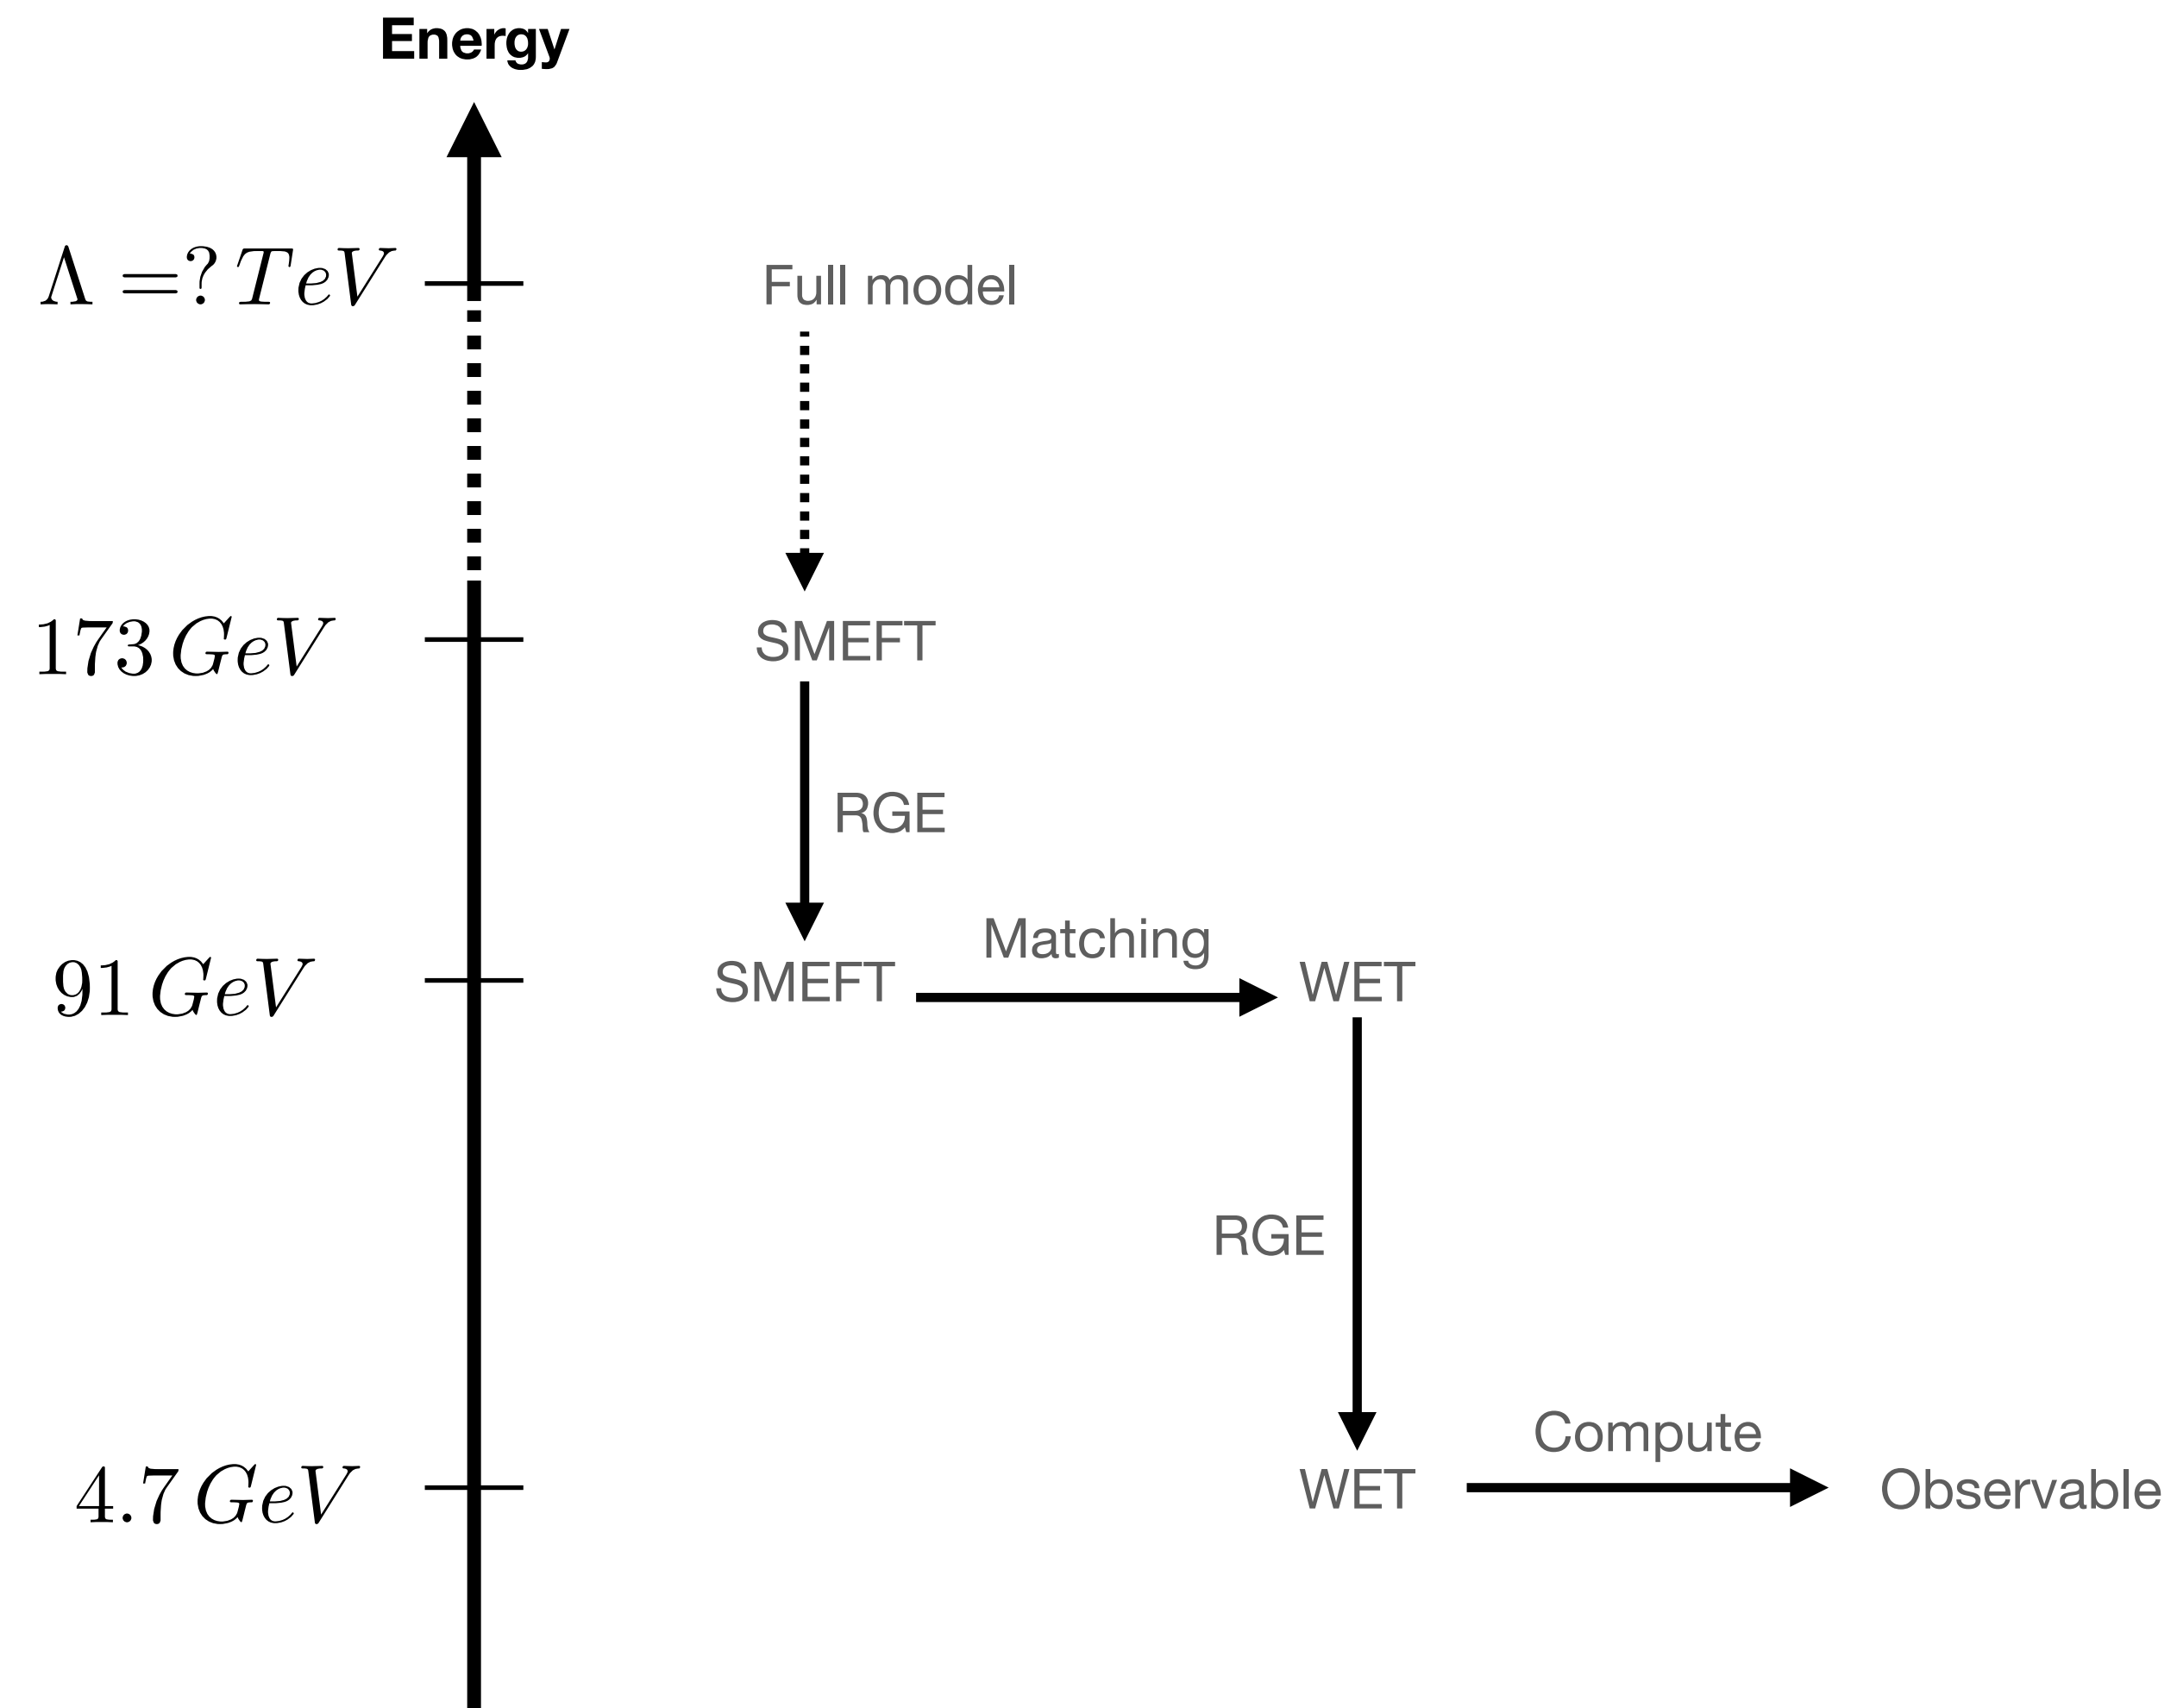 Energy
Λ =? TeV
Full model
173 GeV
SMEFT
RGE
Matching
91 GeV
SMEFT
WET
RGE
Compute
4.7 GeV
WET
Observable